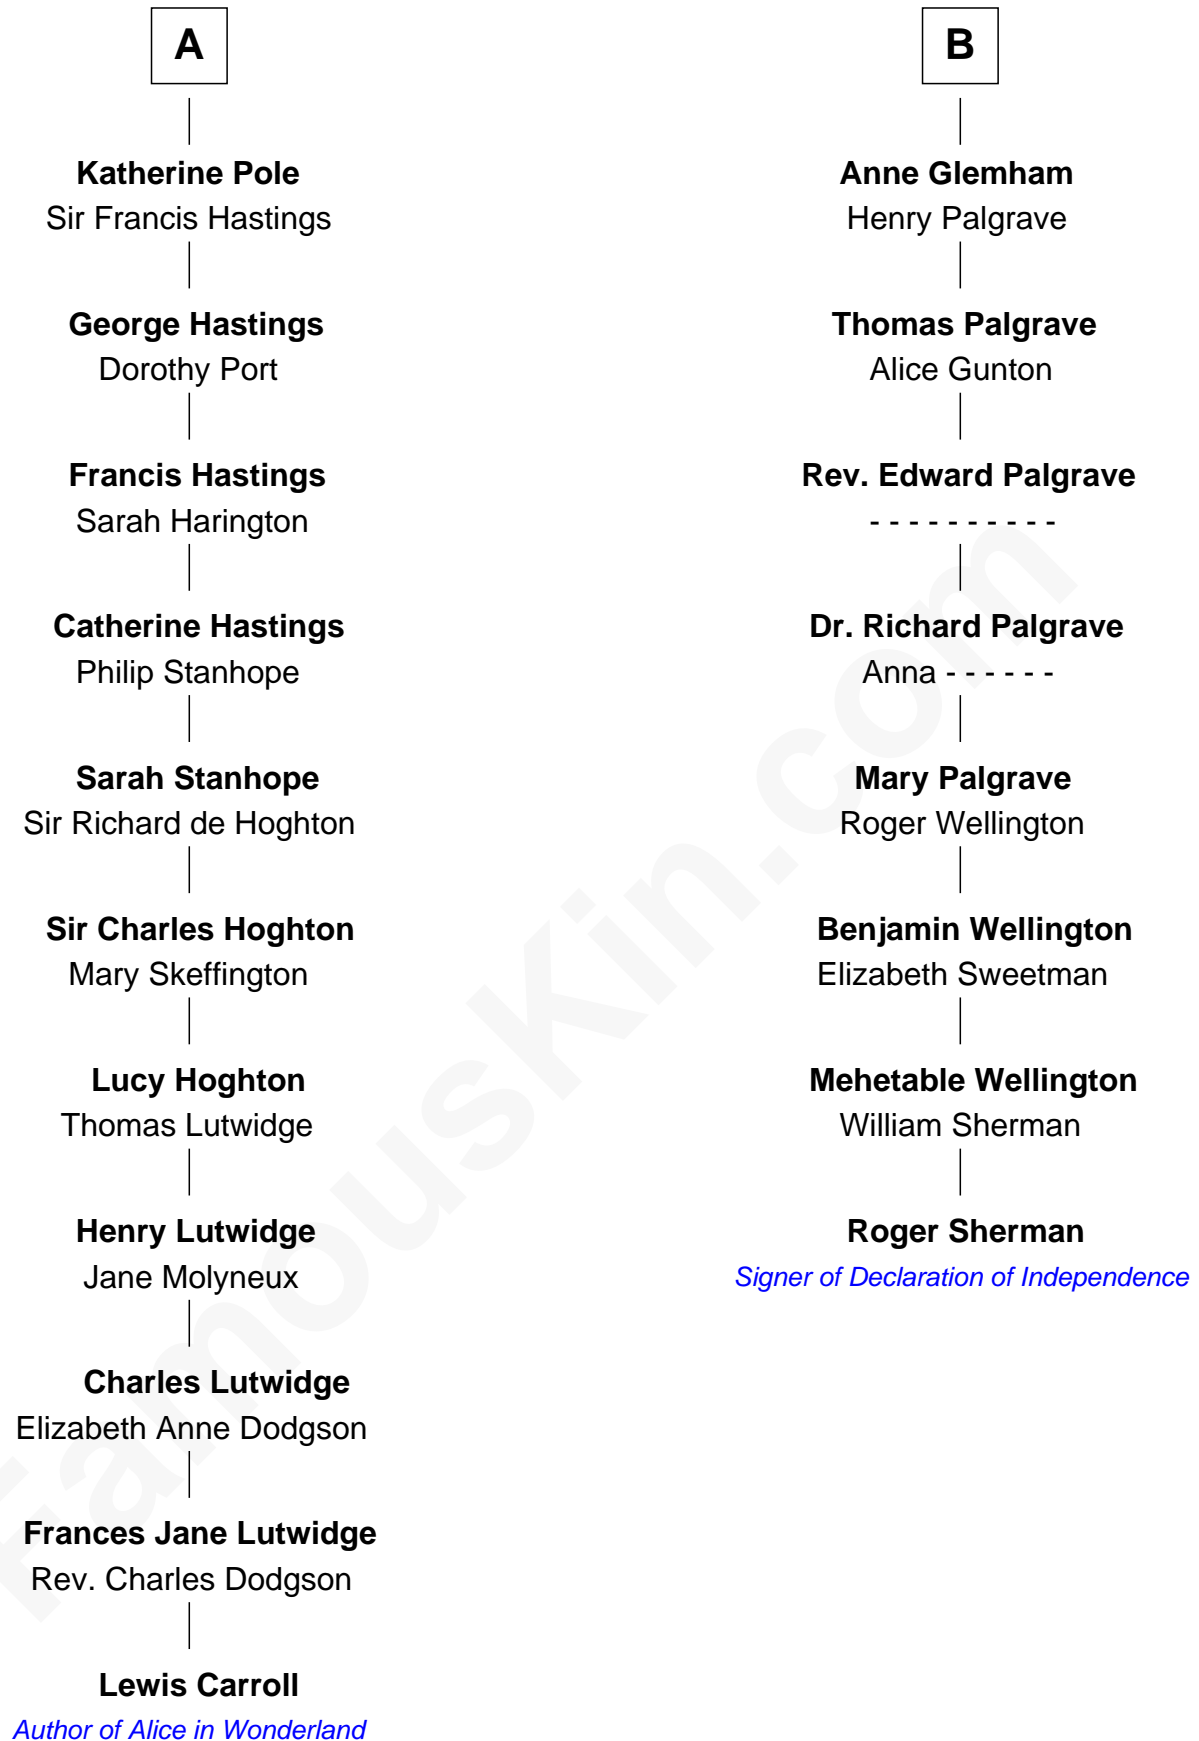 A
Katherine Pole
Sir Francis Hastings
George Hastings
Dorothy Port
Francis Hastings
Sarah Harington
Catherine Hastings
Philip Stanhope
Sarah Stanhope
Sir Richard de Hoghton
Sir Charles Hoghton
Mary Skeffington
Lucy Hoghton
Thomas Lutwidge
Henry Lutwidge
Jane Molyneux
Charles Lutwidge
Elizabeth Anne Dodgson
Frances Jane Lutwidge
Rev. Charles Dodgson
Lewis Carroll
Author of Alice in Wonderland
B
Anne Glemham
Henry Palgrave
Thomas Palgrave
Alice Gunton
Rev. Edward Palgrave
- - - - - - - - - -
Dr. Richard Palgrave
Anna - - - - - -
Mary Palgrave
Roger Wellington
Benjamin Wellington
Elizabeth Sweetman
Mehetable Wellington
William Sherman
Roger Sherman
Signer of Declaration of Independence
FamousKin.com